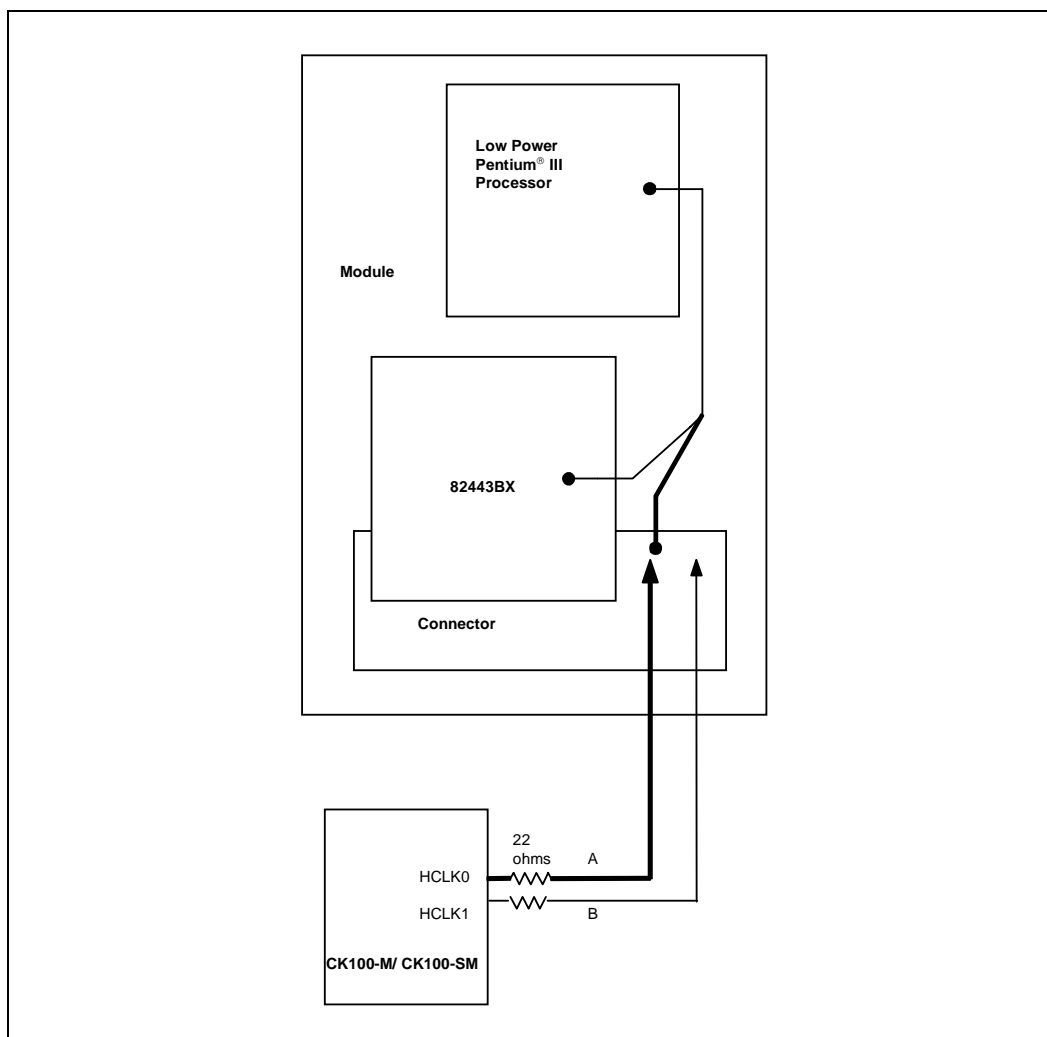 Low Power
Pentium® III
Processor
Module
82443BX
Connector
22
ohms
A
HCLK0
HCLK1
B
CK100-M/ CK100-SM